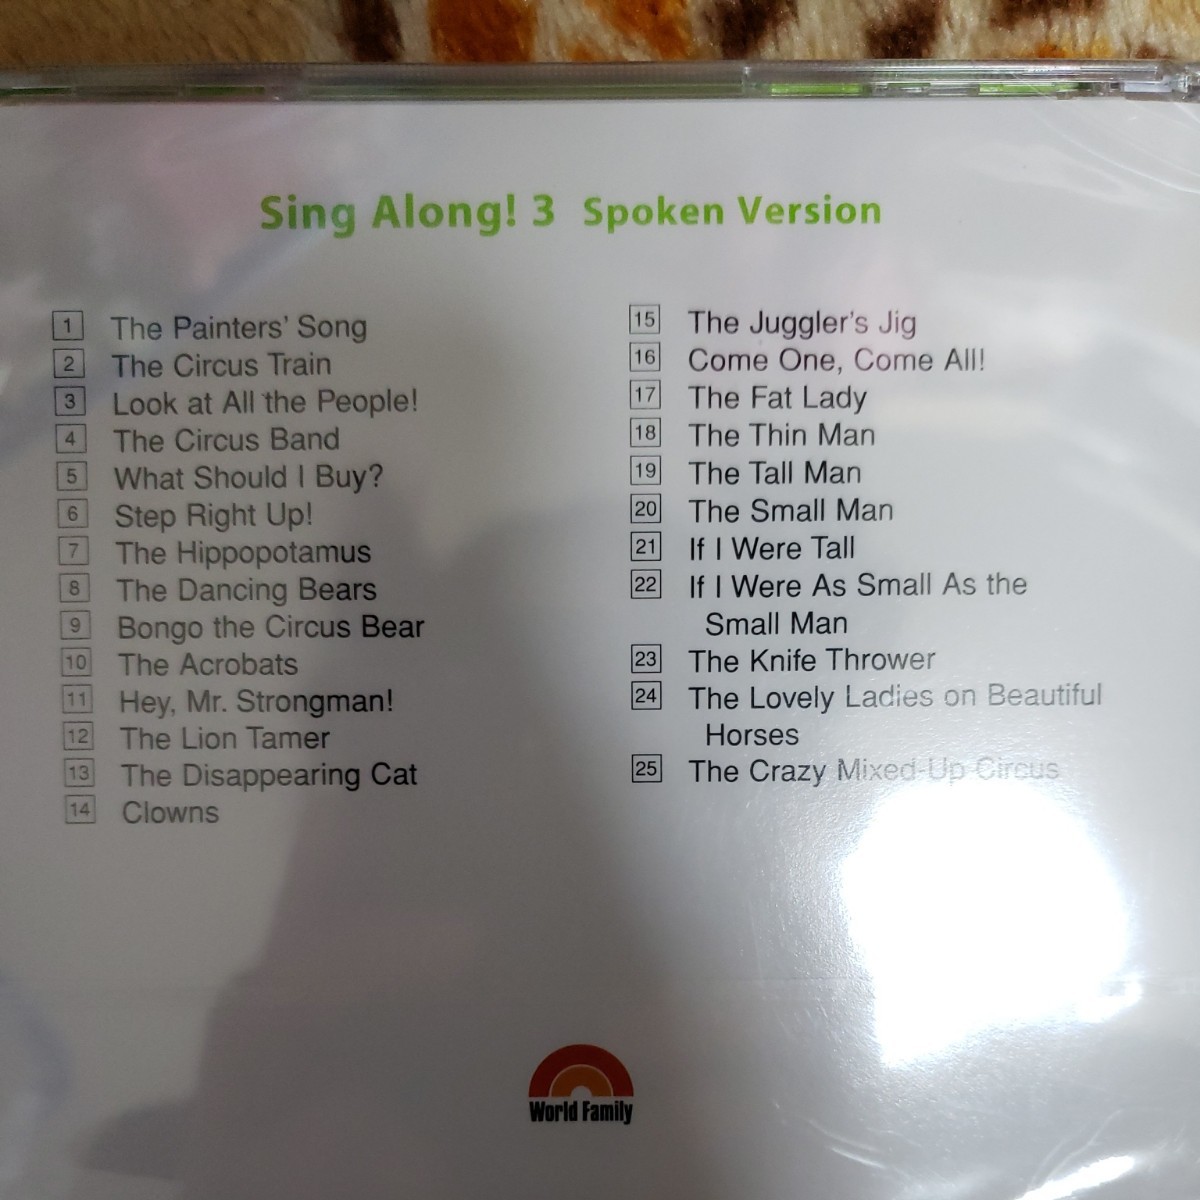 Sing Along! 3 Spoken Version
1 The Painters' Song
2 The Circus Train
3 Look at All the People!
4 The Circus Band
5 What Should I Buy?
6 Step Right Up!
7 The Hippopotamus
8 The Dancing Bears
9 Bongo the Circus Bear
10 The Acrobats
11 Hey, Mr. Strongman!
12 The Lion Tamer
13 The Disappearing Cat
14 Clowns
15 The Juggler's Jig
16 Come One, Come All!
17 The Fat Lady
18 The Thin Man
19 The Tall Man
20 The Small Man
21 If I Were Tall
22 If I Were As Small As the
Small Man
23 The Knife Thrower
24 The Lovely Ladies on Beautiful
Horses
25 The Crazy Mixed-Up Circus
World Family